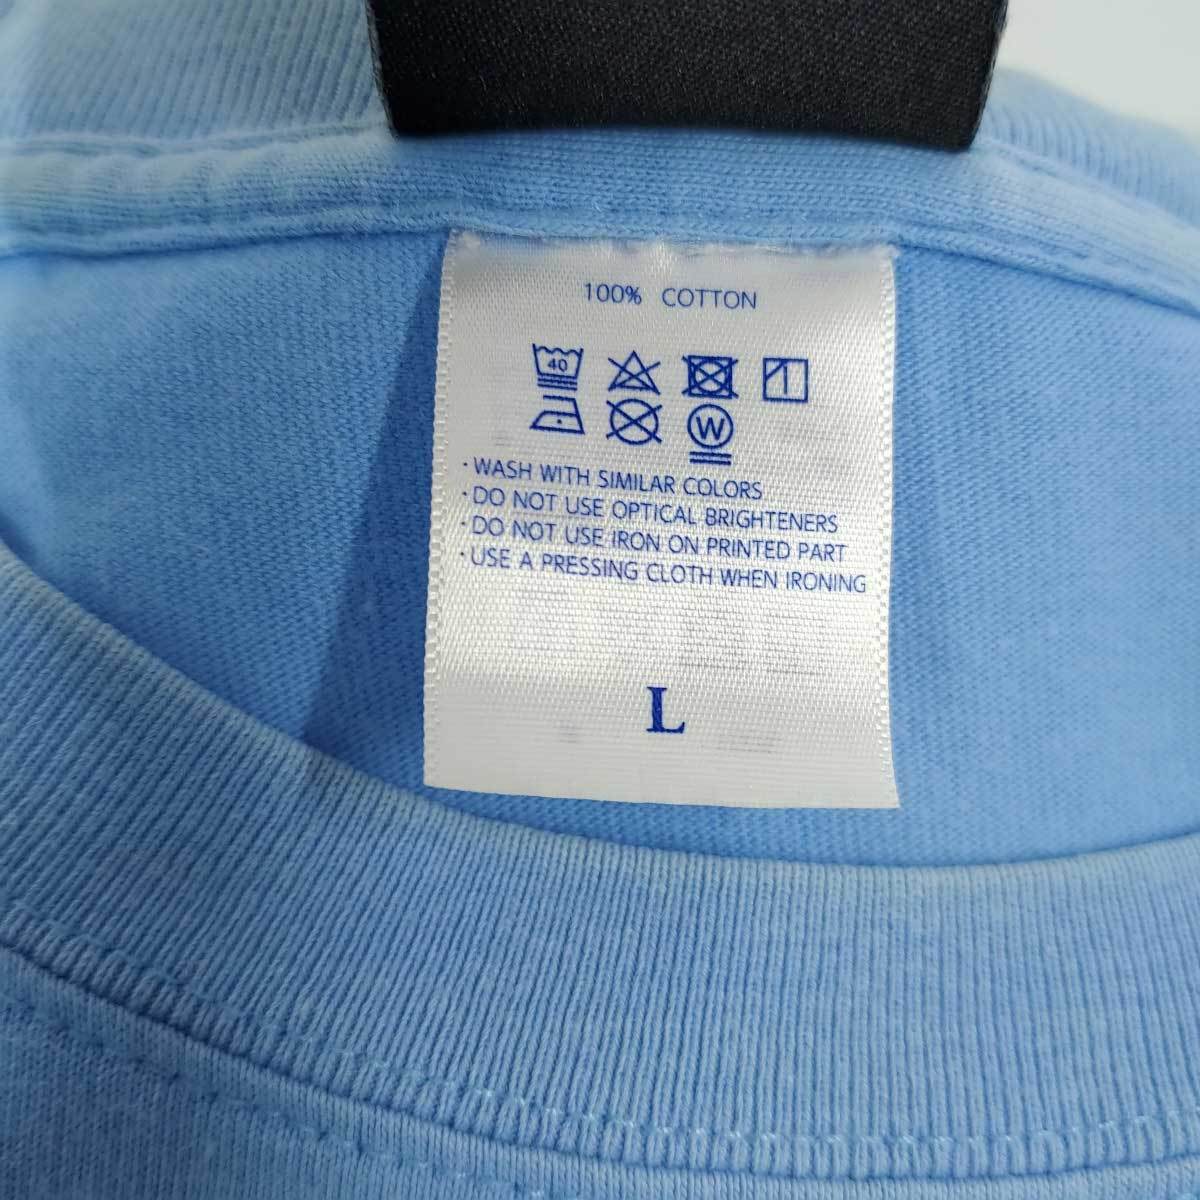 100% COTTON
40
W
· WASH WITH SIMILAR COLORS
· DO NOT USE OPTICAL BRIGHTENERS
· DO NOT USE IRON ON PRINTED PART
· USE A PRESSING CLOTH WHEN IRONING
L